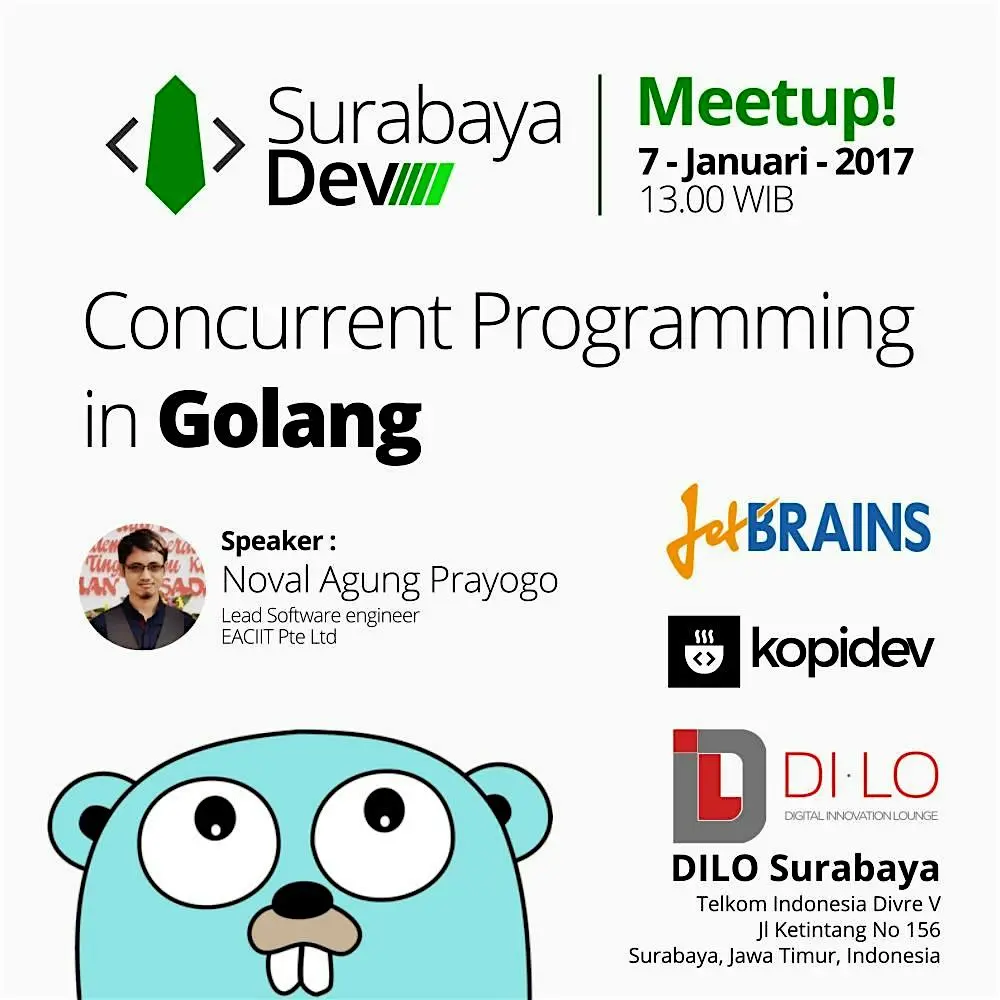 Surabaya
Dev
Meetup!
7 - Januari - 2017
13.00 WIB
Concurrent Programming
in Golang
Speaker :
Noval Agung Prayogo
Lead Software engineer
EACIIT Pte Ltd
JetBRAINS
kopidev
DI·LO
DIGITAL INNOVATION LOUNGE
DILO Surabaya
Telkom Indonesia Divre V
Jl Ketintang No 156
Surabaya, Jawa Timur, Indonesia